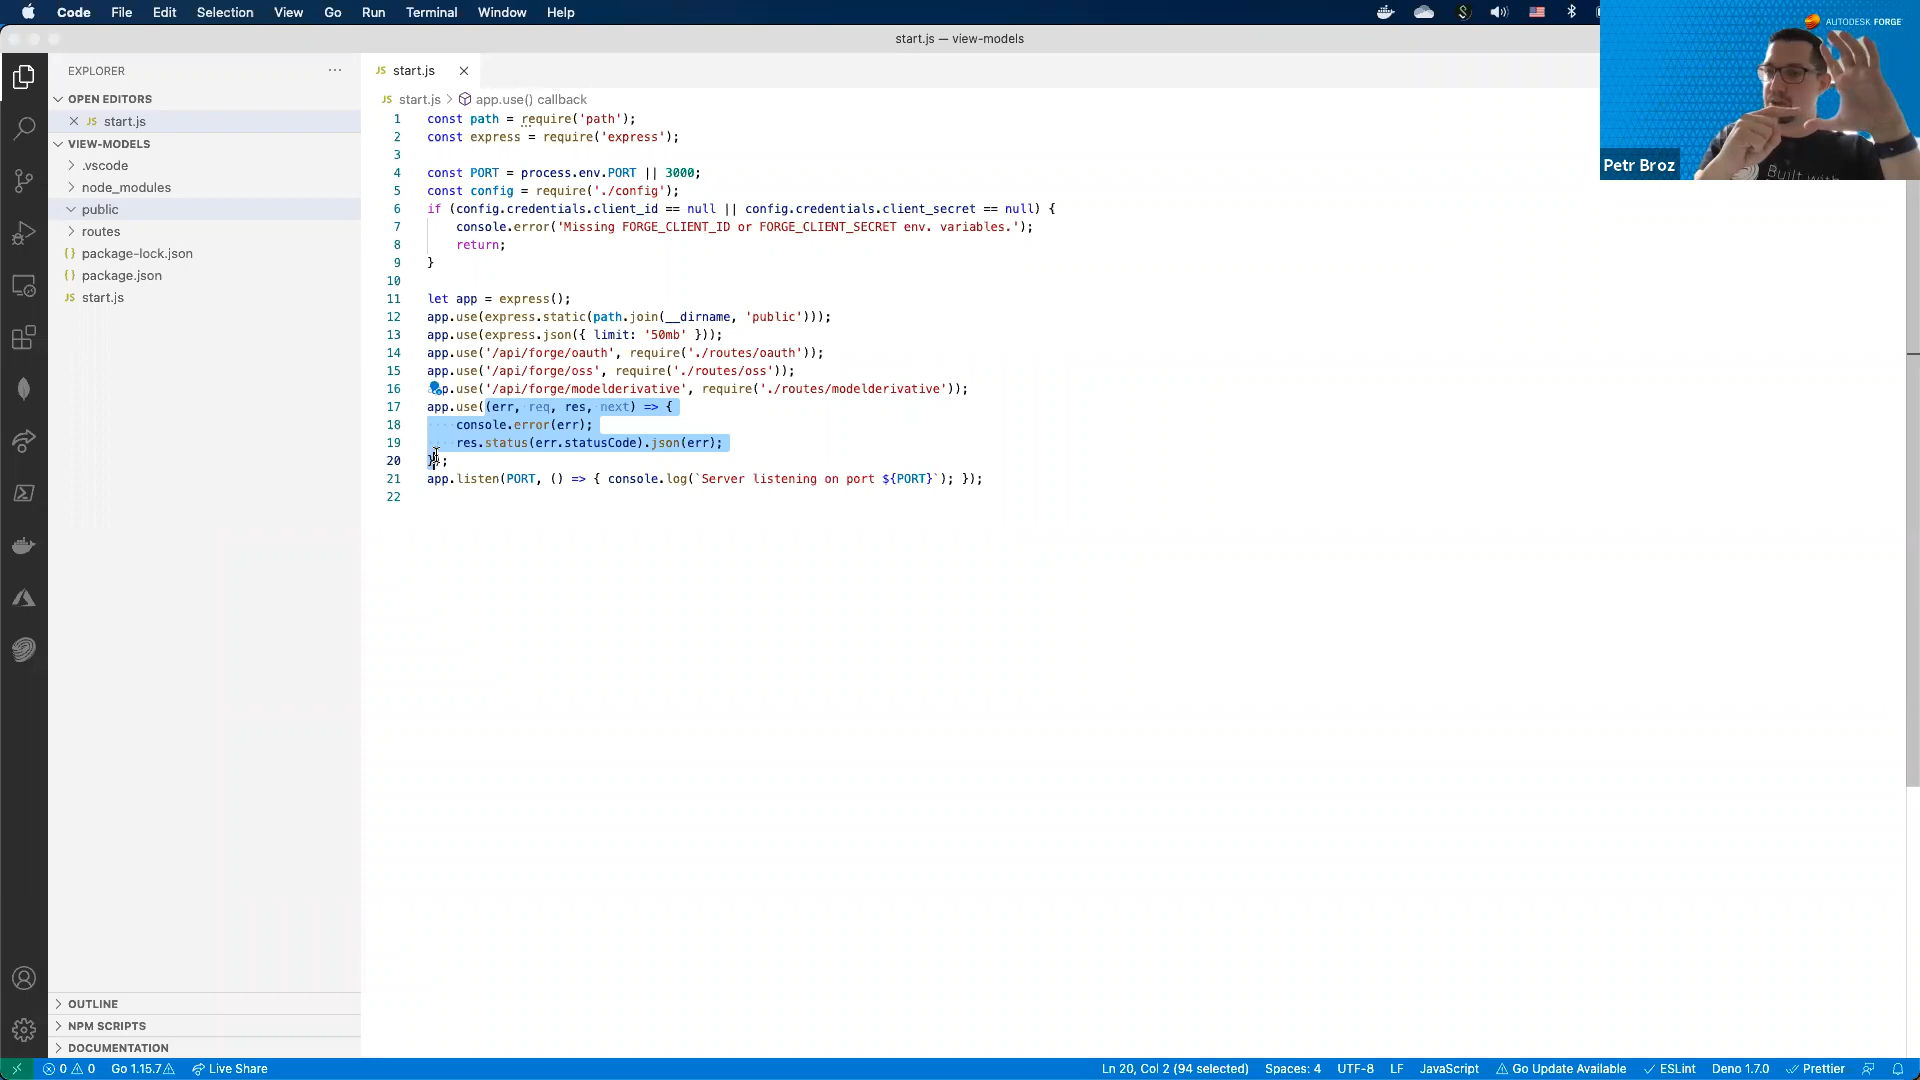 Code File Edit Selection View Go Run Terminal Window Help
start.js — view-models
AUTODESK FORGE
Petr Broz
Built with
EXPLORER
OPEN EDITORS
JS start.js
VIEW-MODELS
.vscode
node_modules
public
routes
{} package-lock.json
{} package.json
JS start.js
OUTLINE
NPM SCRIPTS
DOCUMENTATION
JS start.js
JS start.js > app.use() callback
1 const path = require('path');
2 const express = require('express');
3
4 const PORT = process.env.PORT || 3000;
5 const config = require('./config');
6 if (config.credentials.client_id == null || config.credentials.client_secret == null) {
7 console.error('Missing FORGE_CLIENT_ID or FORGE_CLIENT_SECRET env. variables.');
8 return;
9 }
10
11 let app = express();
12 app.use(express.static(path.join(__dirname, 'public')));
13 app.use(express.json({ limit: '50mb' }));
14 app.use('/api/forge/oauth', require('./routes/oauth'));
15 app.use('/api/forge/oss', require('./routes/oss'));
16 app.use('/api/forge/modelderivative', require('./routes/modelderivative'));
17 app.use((err, req, res, next) => {
18 console.error(err);
19 res.status(err.statusCode).json(err);
20 });
21 app.listen(PORT, () => { console.log(`Server listening on port ${PORT}`); });
22
0 0 Go 1.15.7 Live Share
Ln 20, Col 2 (94 selected) Spaces: 4 UTF-8 LF JavaScript Go Update Available ESLint Deno 1.7.0 Prettier